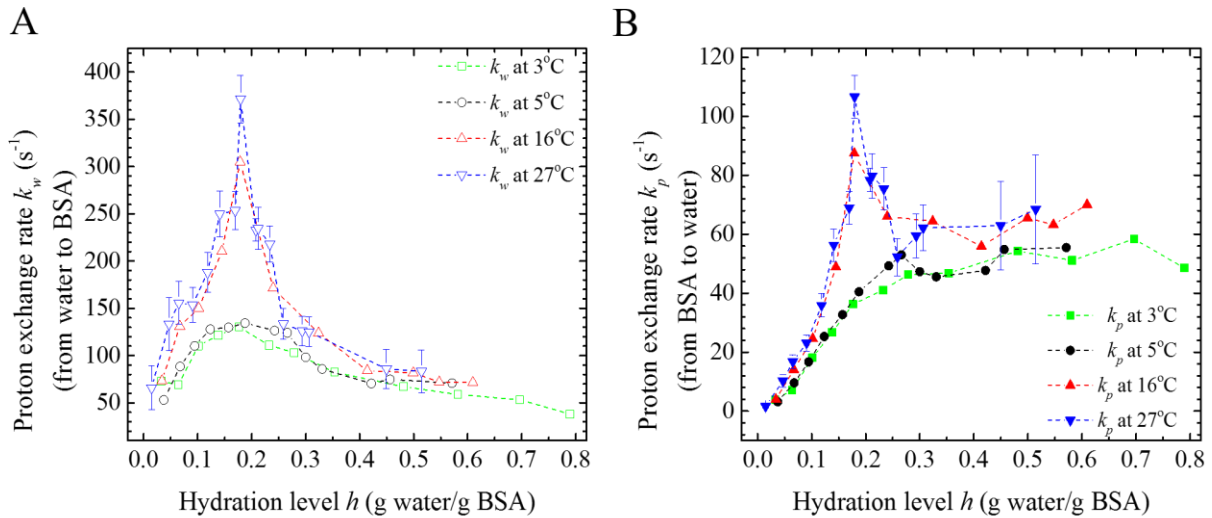 A
Proton exchange rate k_w (s⁻¹)
(from water to BSA)
400
350
300
250
200
150
100
50
k_w at 3°C
k_w at 5°C
k_w at 16°C
k_w at 27°C
0.0 0.1 0.2 0.3 0.4 0.5 0.6 0.7 0.8
Hydration level h (g water/g BSA)
B
Proton exchange rate k_p (s⁻¹)
(from BSA to water)
120
100
80
60
40
20
0
k_p at 3°C
k_p at 5°C
k_p at 16°C
k_p at 27°C
0.0 0.1 0.2 0.3 0.4 0.5 0.6 0.7 0.8
Hydration level h (g water/g BSA)